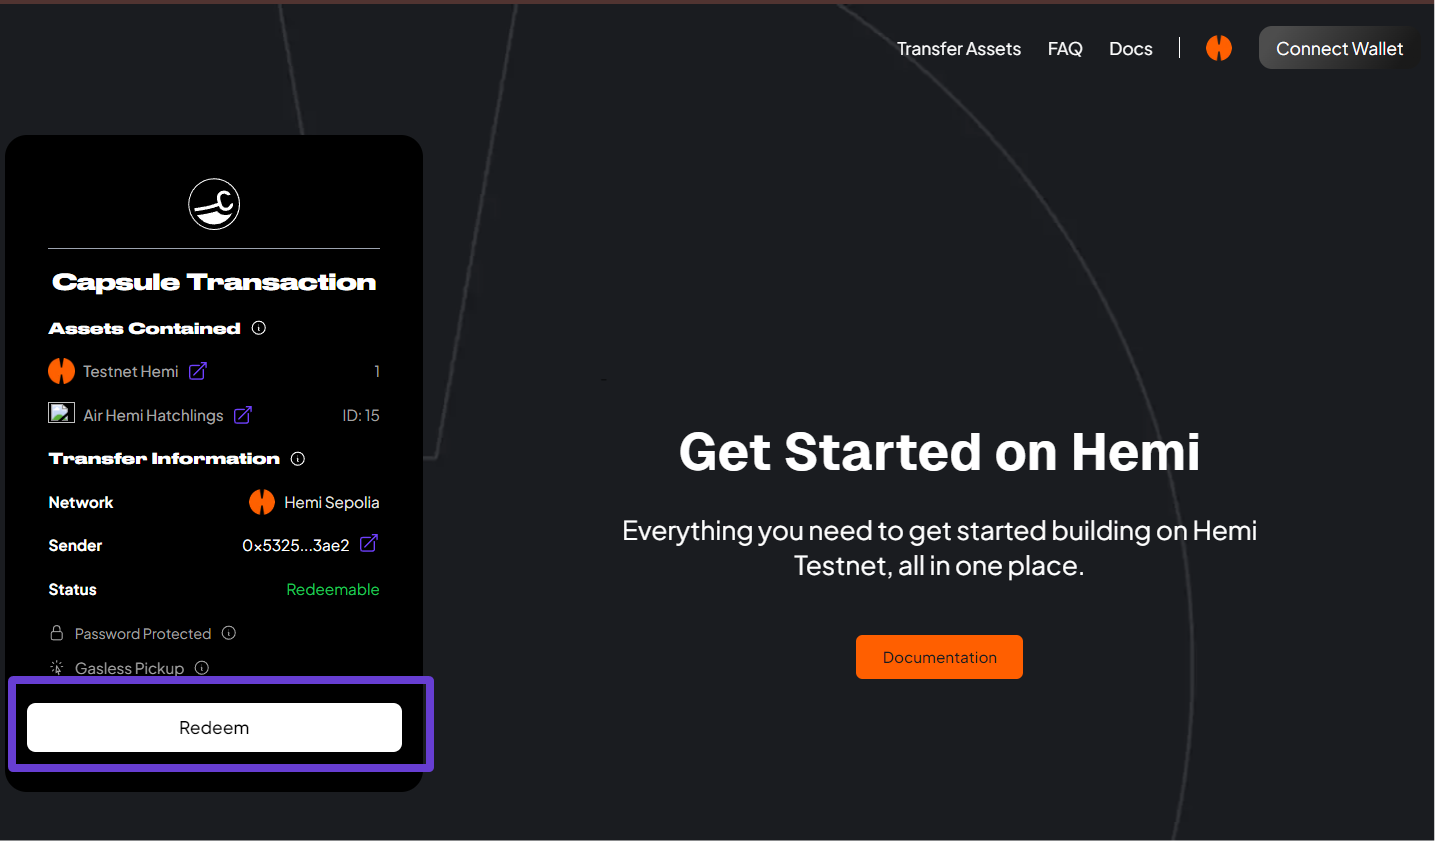 Transfer Assets FAQ Docs Connect Wallet
Capsule Transaction
Assets Contained
Testnet Hemi 1
Air Hemi Hatchlings ID: 15
Transfer Information
Network Hemi Sepolia
Sender 0x5325...3ae2
Status Redeemable
Password Protected
Gasless Pickup
Redeem
Get Started on Hemi
Everything you need to get started building on Hemi
Testnet, all in one place.
Documentation